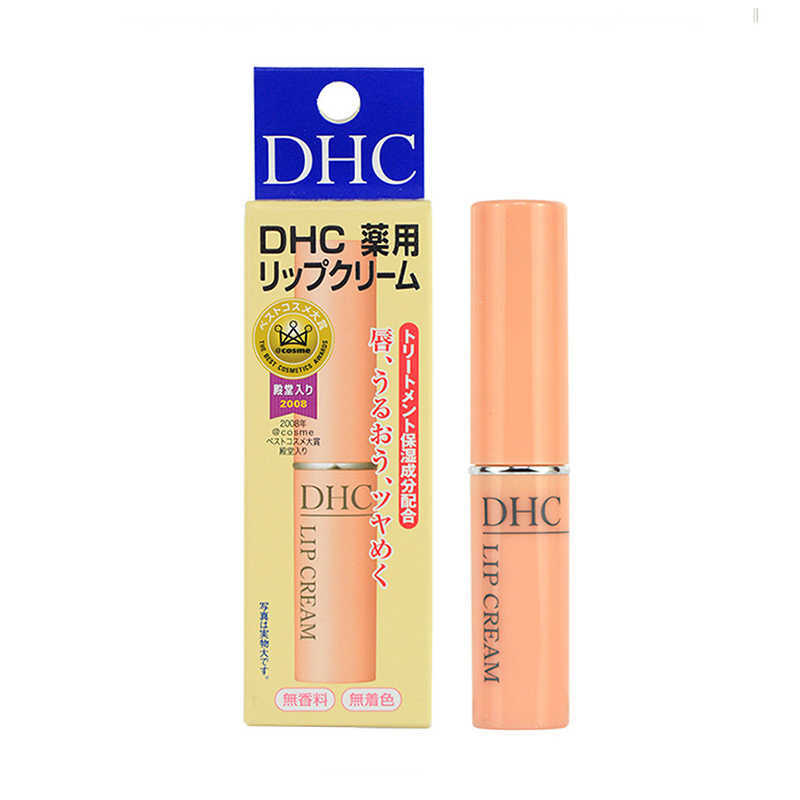 DHC
DHC 薬用
リップクリーム
ベストコスメ大賞
@cosme
THE BEST COSMETICS AWARDS
殿堂入り
2008
2008年
@cosme
ベストコスメ大賞
殿堂入り
トリートメント保湿成分配合
唇、うるおう、ツヤめく
DHC
LIP CREAM
写真は実物大です。
無香料
無着色
DHC
LIP CREAM